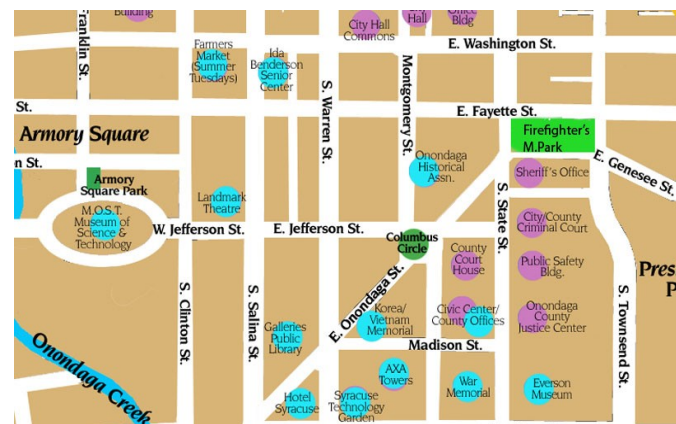 Building
City Hall
Commons
Hall
Office
Bldg
Franklin St.
E. Washington St.
Farmers
Market
(Summer
Tuesdays)
Ida
Benderson
Senior
Center
S. Warren St.
Montgomery St.
St.
E. Fayette St.
Armory Square
Firefighter's
M.Park
n St.
E. Genesee St.
Onondaga
Historical
Assn.
Sheriff's Office
Armory
Square Park
Landmark
Theatre
S. State St.
M.O.S.T.
Museum of
Science &
Technology
W. Jefferson St.
E. Jefferson St.
Columbus
Circle
City/County
Criminal Court
County
Court
House
Public Safety
Bldg.
Pres
P
S. Clinton St.
S. Salina St.
E. Onondaga St.
S. Townsend St.
Korea/
Vietnam
Memorial
Civic Center/
County Offices
Onondaga
County
Justice Center
Galleries
Public
Library
Madison St.
Onondaga Creek
AXA
Towers
War
Memorial
Everson
Museum
Hotel
Syracuse
Syracuse
Technology
Garden